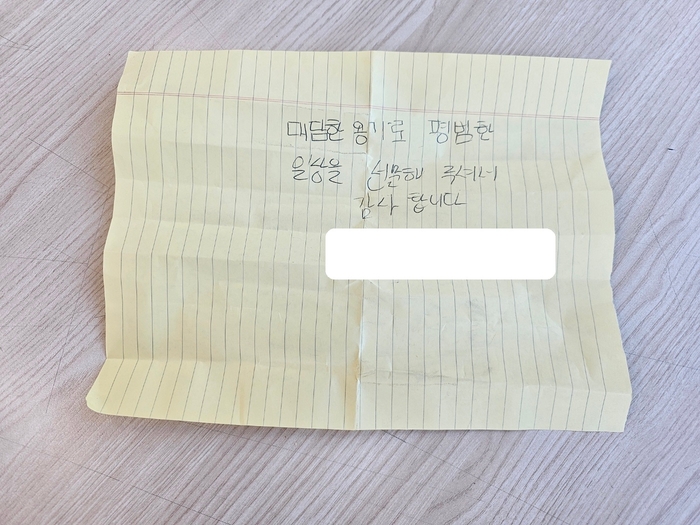 대담한 용기로 평범한
일상을 선물해 주셔서
감사 합니다